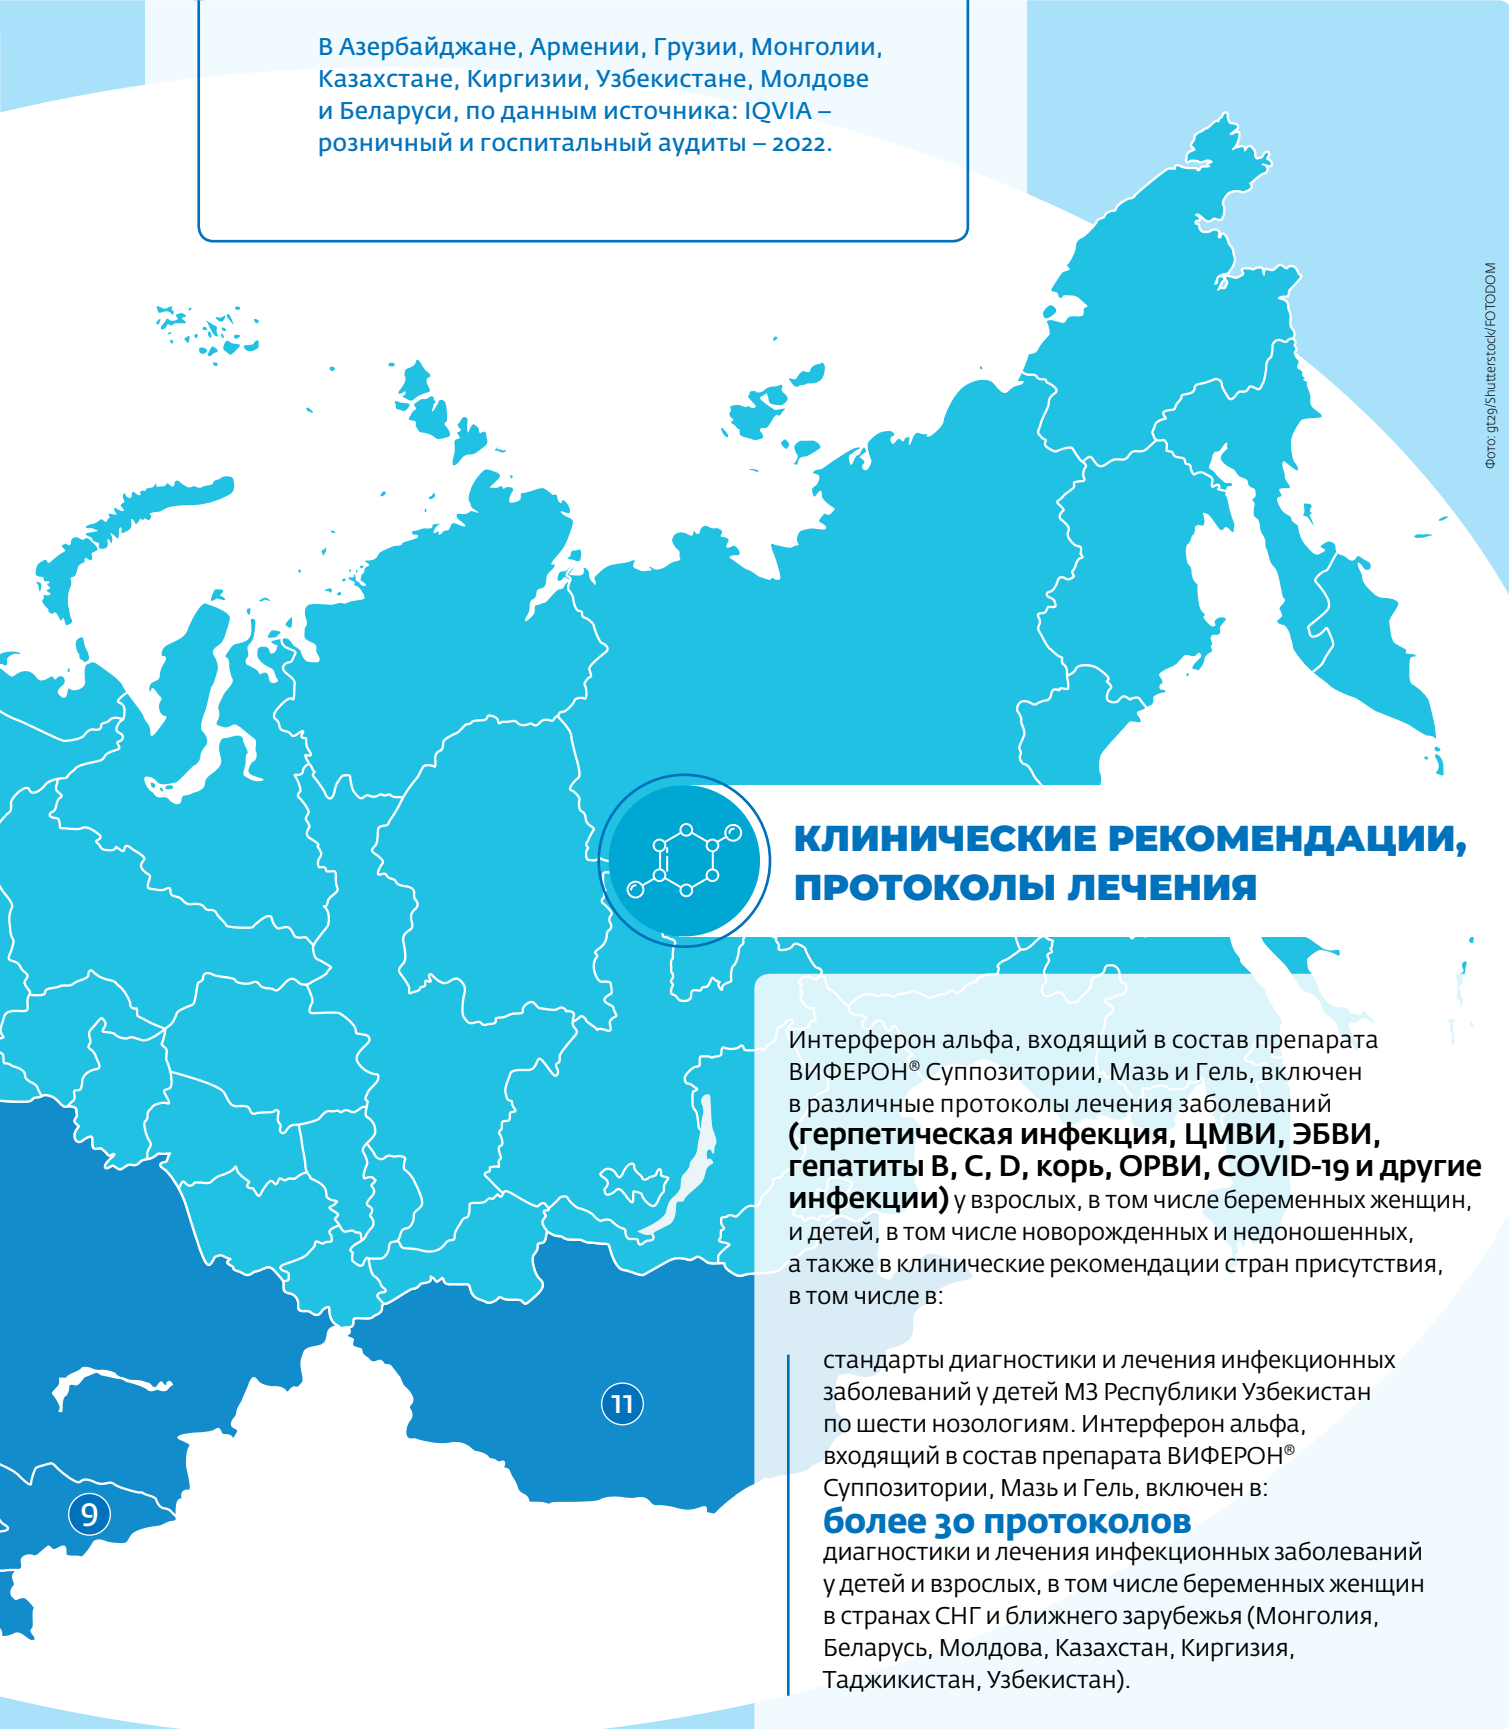 В Азербайджане, Армении, Грузии, Монголии,
Казахстане, Киргизии, Узбекистане, Молдове
и Беларуси, по данным источника: IQVIA –
розничный и госпитальный аудиты – 2022.
Фото: gt29/Shutterstock/FOTODOM
КЛИНИЧЕСКИЕ РЕКОМЕНДАЦИИ,
ПРОТОКОЛЫ ЛЕЧЕНИЯ
Интерферон альфа, входящий в состав препарата
ВИФЕРОН® Суппозитории, Мазь и Гель, включен
в различные протоколы лечения заболеваний
(герпетическая инфекция, ЦМВИ, ЭБВИ,
гепатиты B, C, D, корь, ОРВИ, COVID-19 и другие
инфекции) у взрослых, в том числе беременных женщин,
и детей, в том числе новорожденных и недоношенных,
а также в клинические рекомендации стран присутствия,
в том числе в:
стандарты диагностики и лечения инфекционных
заболеваний у детей МЗ Республики Узбекистан
по шести нозологиям. Интерферон альфа,
входящий в состав препарата ВИФЕРОН®
Суппозитории, Мазь и Гель, включен в:
более 30 протоколов
диагностики и лечения инфекционных заболеваний
у детей и взрослых, в том числе беременных женщин
в странах СНГ и ближнего зарубежья (Монголия,
Беларусь, Молдова, Казахстан, Киргизия,
Таджикистан, Узбекистан).
11
9